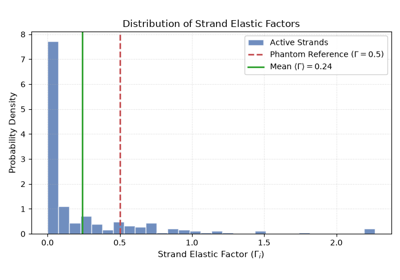 Distribution of Strand Elastic Factors
Active Strands
Phantom Reference (Γ = 0.5)
Mean ⟨Γ⟩ = 0.24
Probability Density
8
7
6
5
4
3
2
1
0
0.0 0.5 1.0 1.5 2.0
Strand Elastic Factor (Γᵢ)